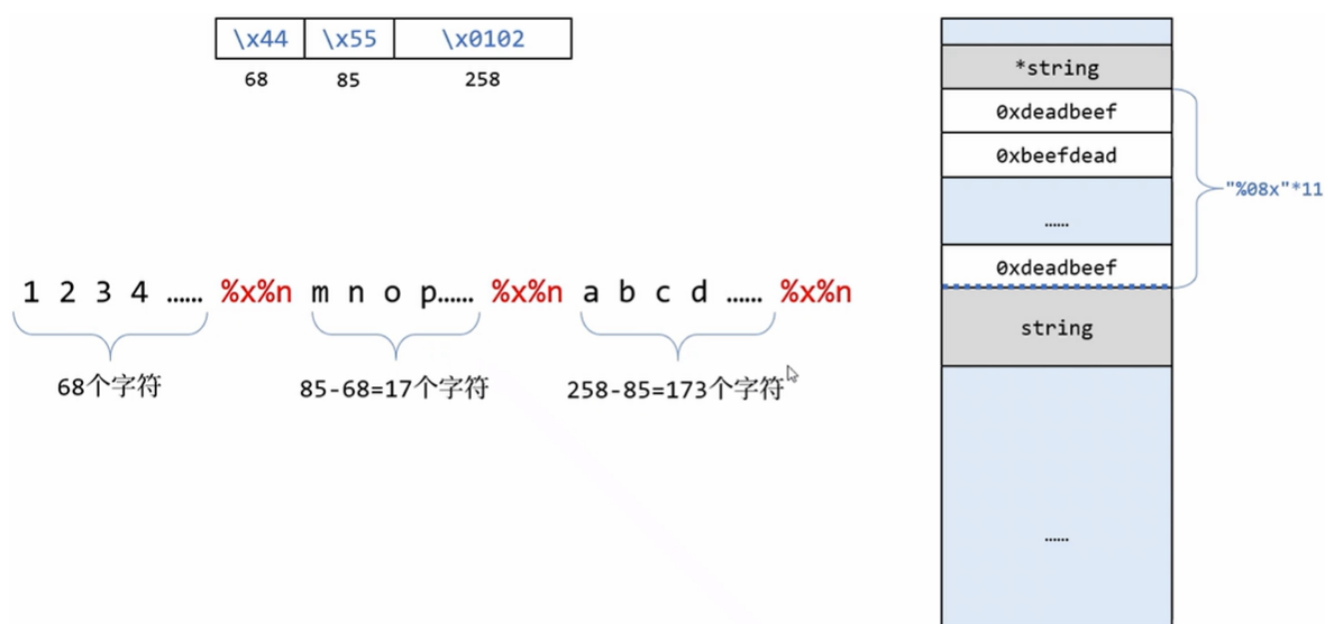 \x44 \x55 \x0102
68 85 258
1 2 3 4 …… %x%n m n o p…… %x%n a b c d …… %x%n
68个字符 85-68=17个字符 258-85=173个字符
*string
0xdeadbeef
0xbeefdead
……
0xdeadbeef
string
……
"%08x"*11